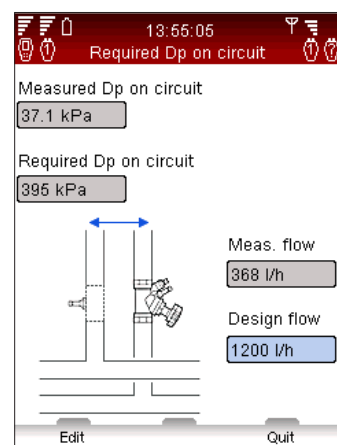 13:55:05
Required Dp on circuit
Measured Dp on circuit
37.1 kPa
Required Dp on circuit
395 kPa
Meas. flow
368 l/h
Design flow
1200 l/h
Edit
Quit